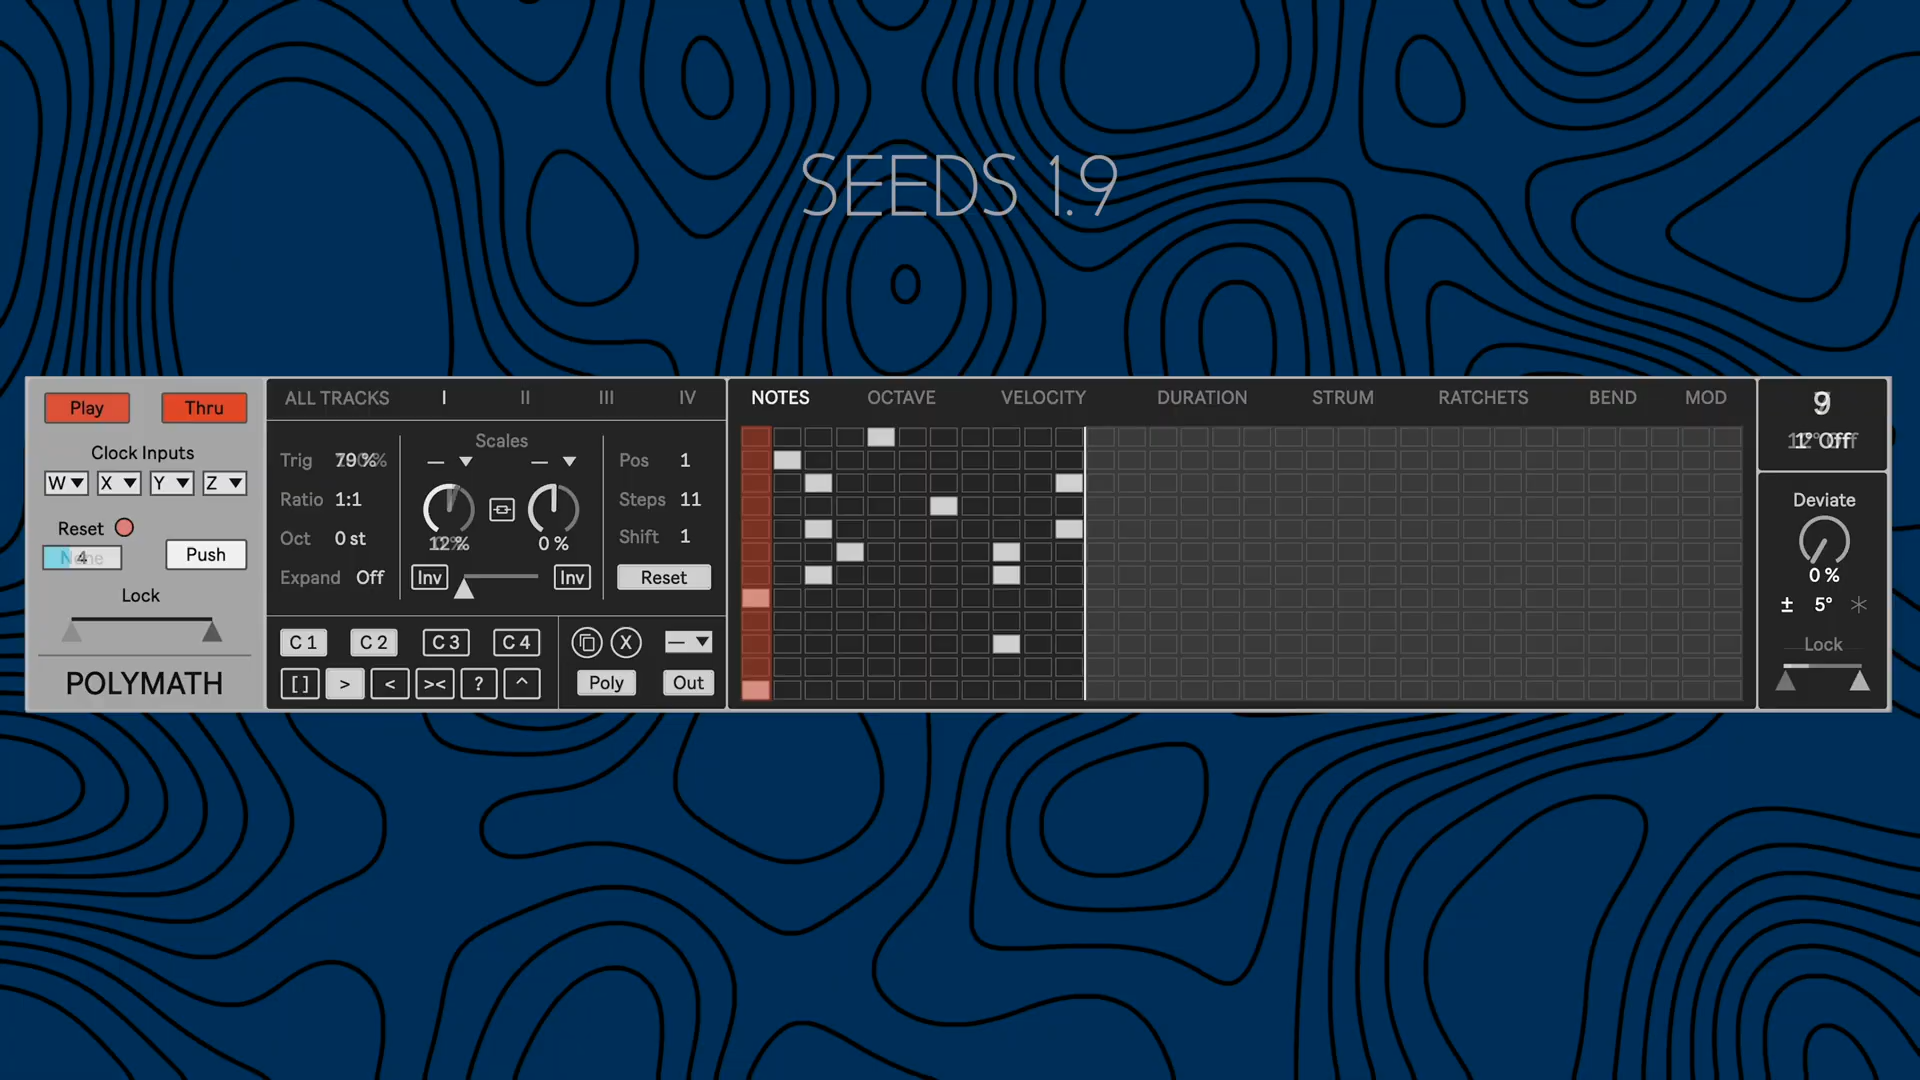 SEEDS 1.9
Play Thru
Clock Inputs
W X Y Z
Reset
Push
Lock
POLYMATH
ALL TRACKS I II III IV
Scales
Trig
Ratio 1:1
Oct 0 st
Expand Off
0 %
Inv Inv
Pos 1
Steps 11
Shift 1
Reset
C 1 C 2 C 3 C 4
[ ] > < >< ? ^
X
Poly Out
NOTES OCTAVE VELOCITY DURATION STRUM RATCHETS BEND MOD
Deviate
0 %
± 5°
Lock